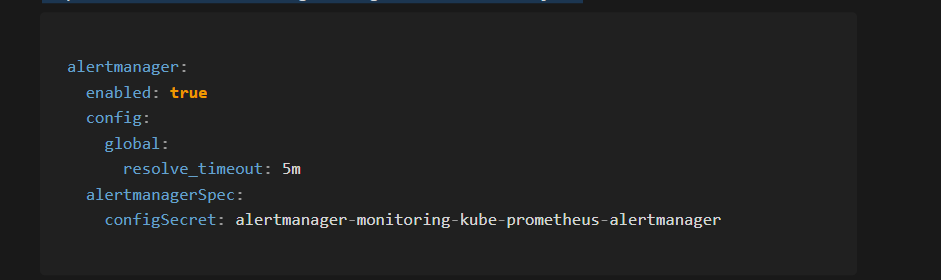 alertmanager:
  enabled: true
  config:
    global:
      resolve_timeout: 5m
  alertmanagerSpec:
    configSecret: alertmanager-monitoring-kube-prometheus-alertmanager